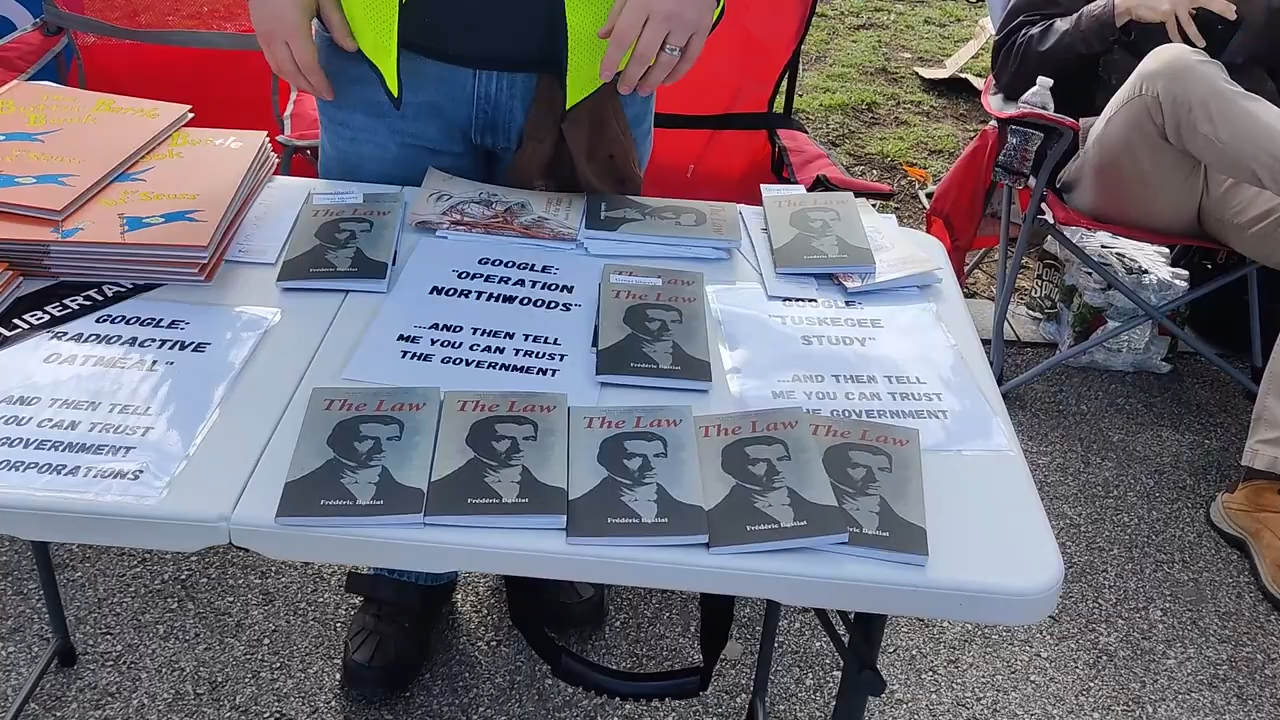 The
Butter Battle
Book
Dr. Seuss
Battle
Book
Dr. Seuss
LIBERTAR
GOOGLE:
"RADIOACTIVE
OATMEAL"
AND THEN TELL
YOU CAN TRUST
GOVERNMENT
CORPORATIONS
The Law
Frédéric Bastiat
GOOGLE:
"OPERATION
NORTHWOODS"
...AND THEN TELL
ME YOU CAN TRUST
THE GOVERNMENT
The Law
The Law
The Law
The Law
Frédéric Bastiat
GOOGLE:
"TUSKEGEE
STUDY"
...AND THEN TELL
ME YOU CAN TRUST
THE GOVERNMENT
The Law
Frédéric Bastiat
The Law
Frédéric Bastiat
The Law
Frédéric Bastiat
The Law
Frédéric Bastiat
The Law
Frédéric Bastiat
Polar
Spring